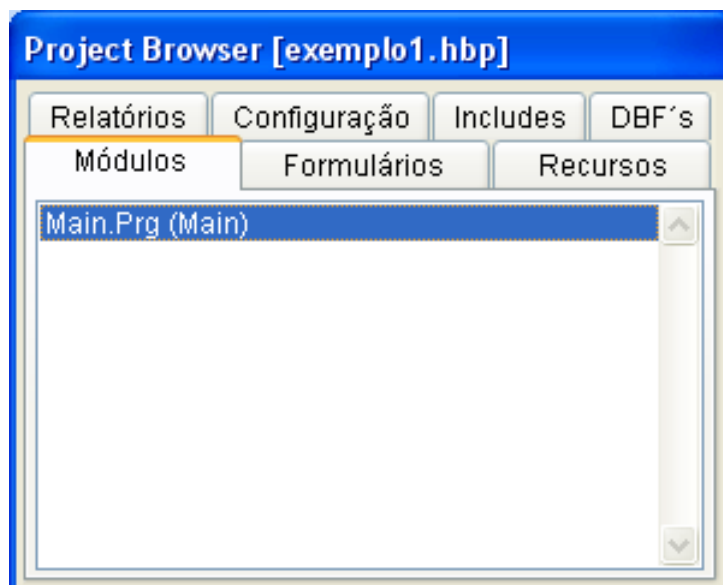 Project Browser [exemplo1.hbp]
Relatórios Configuração Includes DBF´s
Módulos Formulários Recursos
Main.Prg (Main)